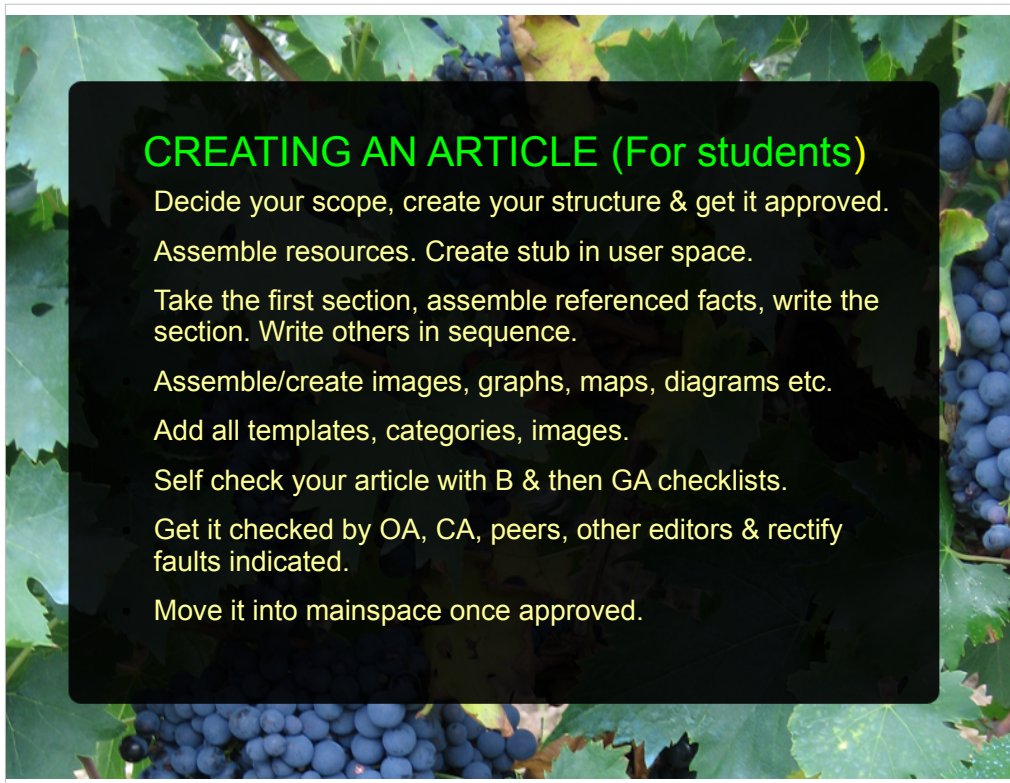 CREATING AN ARTICLE (For students)
Decide your scope, create your structure & get it approved.
Assemble resources. Create stub in user space.
Take the first section, assemble referenced facts, write the
section. Write others in sequence.
Assemble/create images, graphs, maps, diagrams etc.
Add all templates, categories, images.
Self check your article with B & then GA checklists.
Get it checked by OA, CA, peers, other editors & rectify
faults indicated.
Move it into mainspace once approved.